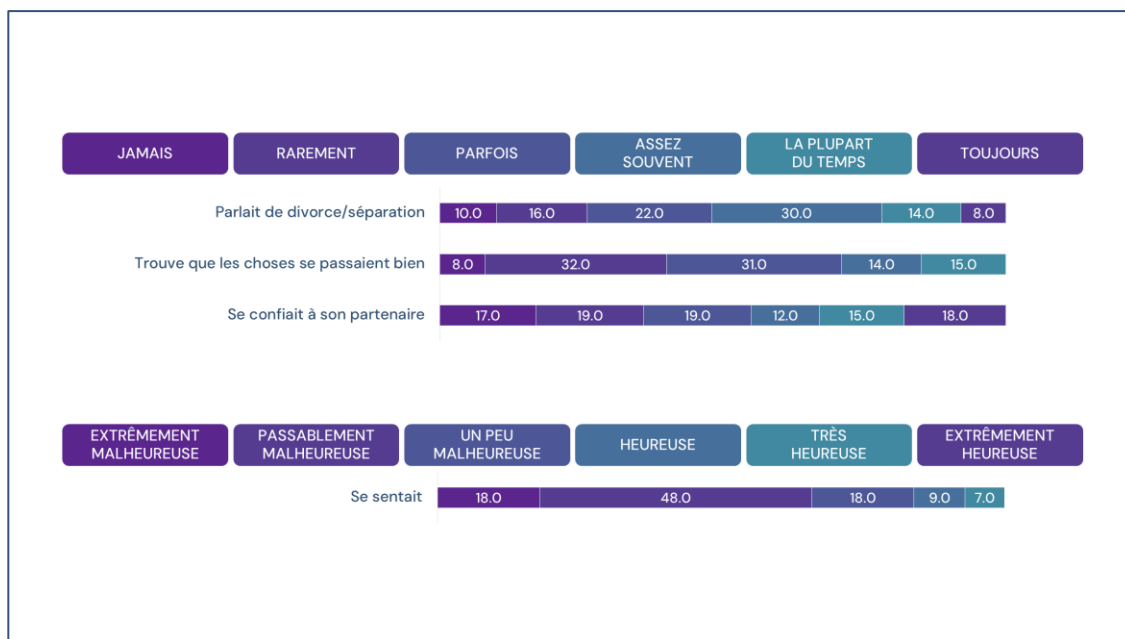 JAMAIS
RAREMENT
PARFOIS
ASSEZ
SOUVENT
LA PLUPART
DU TEMPS
TOUJOURS
Parlait de divorce/séparation
10.0 16.0 22.0 30.0 14.0 8.0
Trouve que les choses se passaient bien
8.0 32.0 31.0 14.0 15.0
Se confiait à son partenaire
17.0 19.0 19.0 12.0 15.0 18.0
EXTRÊMEMENT
MALHEUREUSE
PASSABLEMENT
MALHEUREUSE
UN PEU
MALHEUREUSE
HEUREUSE
TRÈS
HEUREUSE
EXTRÊMEMENT
HEUREUSE
Se sentait
18.0 48.0 18.0 9.0 7.0